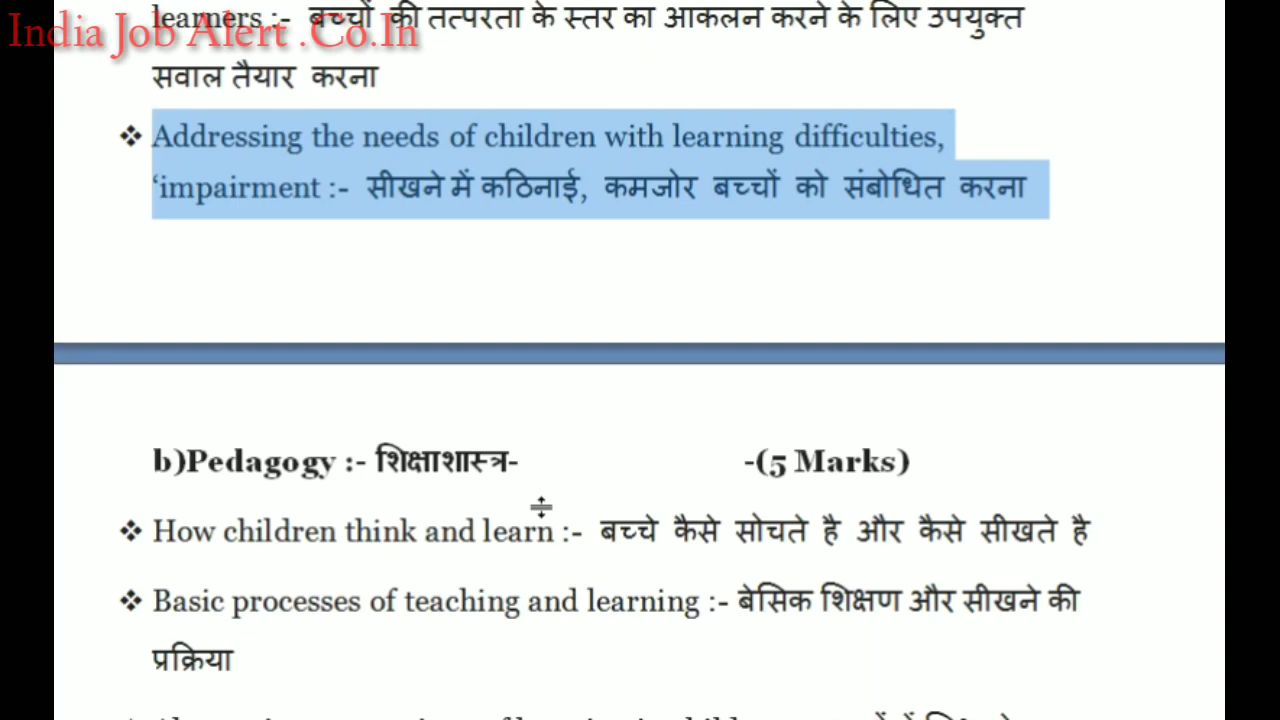 learners :- बच्चों की तत्परता के स्तर का आकलन करने के लिए उपयुक्त
India Job Alert .Co.In
सवाल तैयार करना
❖ Addressing the needs of children with learning difficulties,
‘impairment :- सीखने में कठिनाई, कमजोर बच्चों को संबोधित करना
b)Pedagogy :- शिक्षाशास्त्र- -(5 Marks)
❖ How children think and learn :- बच्चे कैसे सोचते है और कैसे सीखते है
❖ Basic processes of teaching and learning :- बेसिक शिक्षण और सीखने की
प्रक्रिया